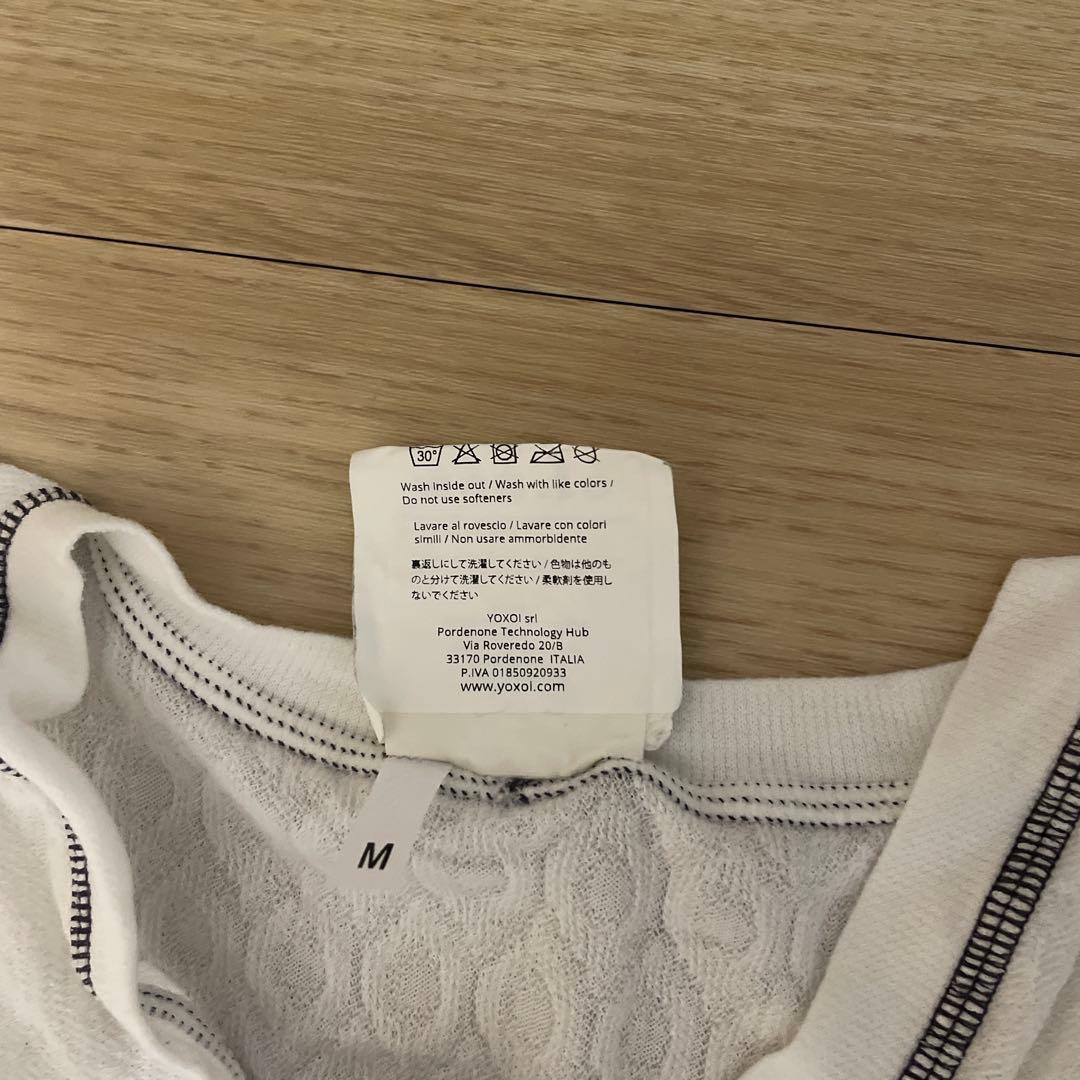 30°
Wash inside out / Wash with like colors /
Do not use softeners
Lavare al rovescio / Lavare con colori
simili / Non usare ammorbidente
裏返しにして洗濯してください / 色物は他のも
のと分けて洗濯してください / 柔軟剤を使用し
ないでください
YOXOI srl
Pordenone Technology Hub
Via Roveredo 20/B
33170 Pordenone ITALIA
P.IVA 01850920933
www.yoxoi.com
M